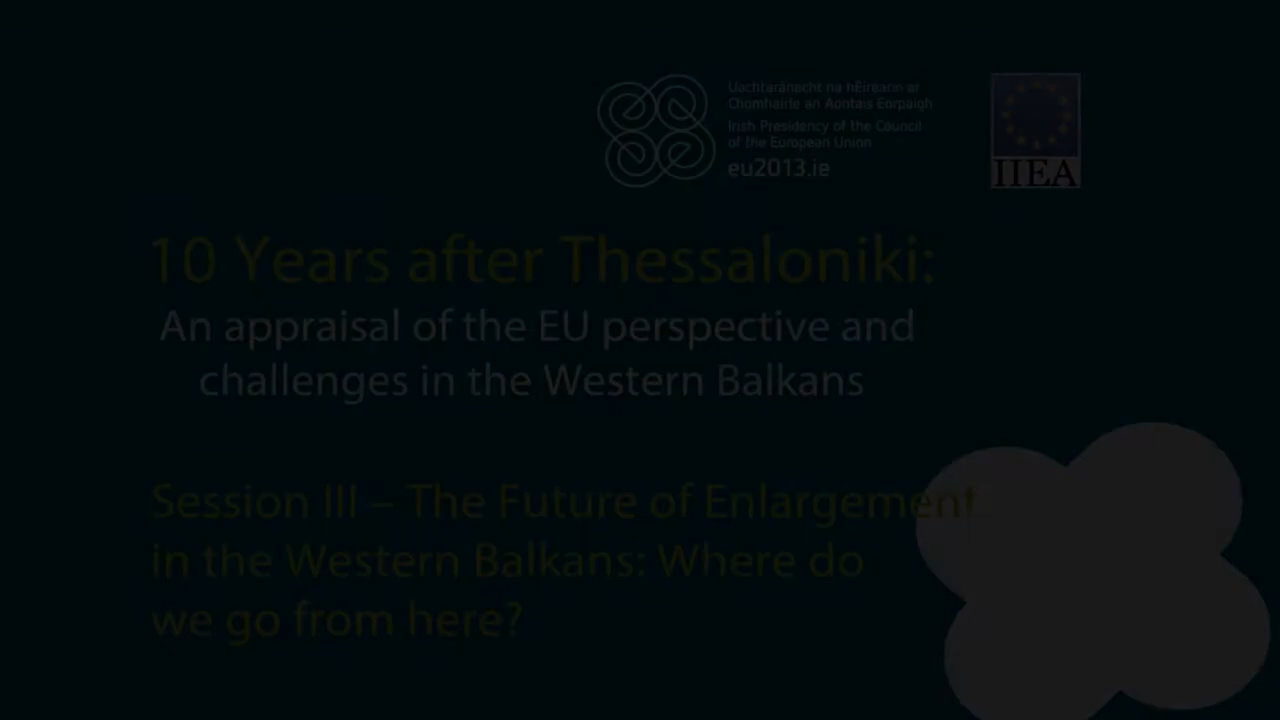 Uachtaránacht na hÉireann ar
Chomhairle an Aontais Eorpaigh
Irish Presidency of the Council
of the European Union
eu2013.ie
IIEA
10 Years after Thessaloniki:
An appraisal of the EU perspective and
challenges in the Western Balkans
Session III – The Future of Enlargement
in the Western Balkans: Where do
we go from here?